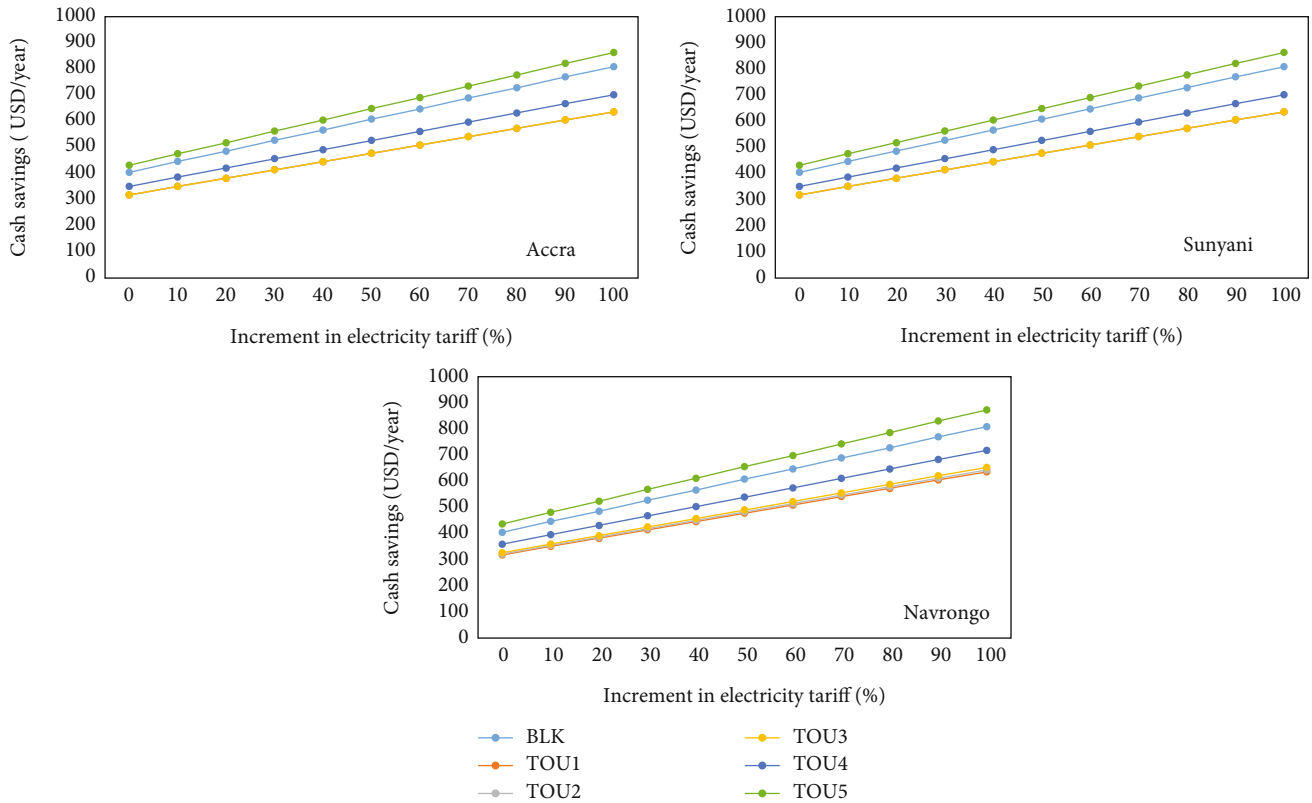 Cash savings ( USD/year)
1000
900
800
700
600
500
400
300
200
100
0
Accra
0 10 20 30 40 50 60 70 80 90 100
Increment in electricity tariff (%)
Cash savings (USD/year)
1000
900
800
700
600
500
400
300
200
100
0
Sunyani
0 10 20 30 40 50 60 70 80 90 100
Increment in electricity tariff (%)
Cash savings (USD/year)
1000
900
800
700
600
500
400
300
200
100
0
Navrongo
0 10 20 30 40 50 60 70 80 90 100
Increment in electricity tariff (%)
BLK
TOU1
TOU2
TOU3
TOU4
TOU5